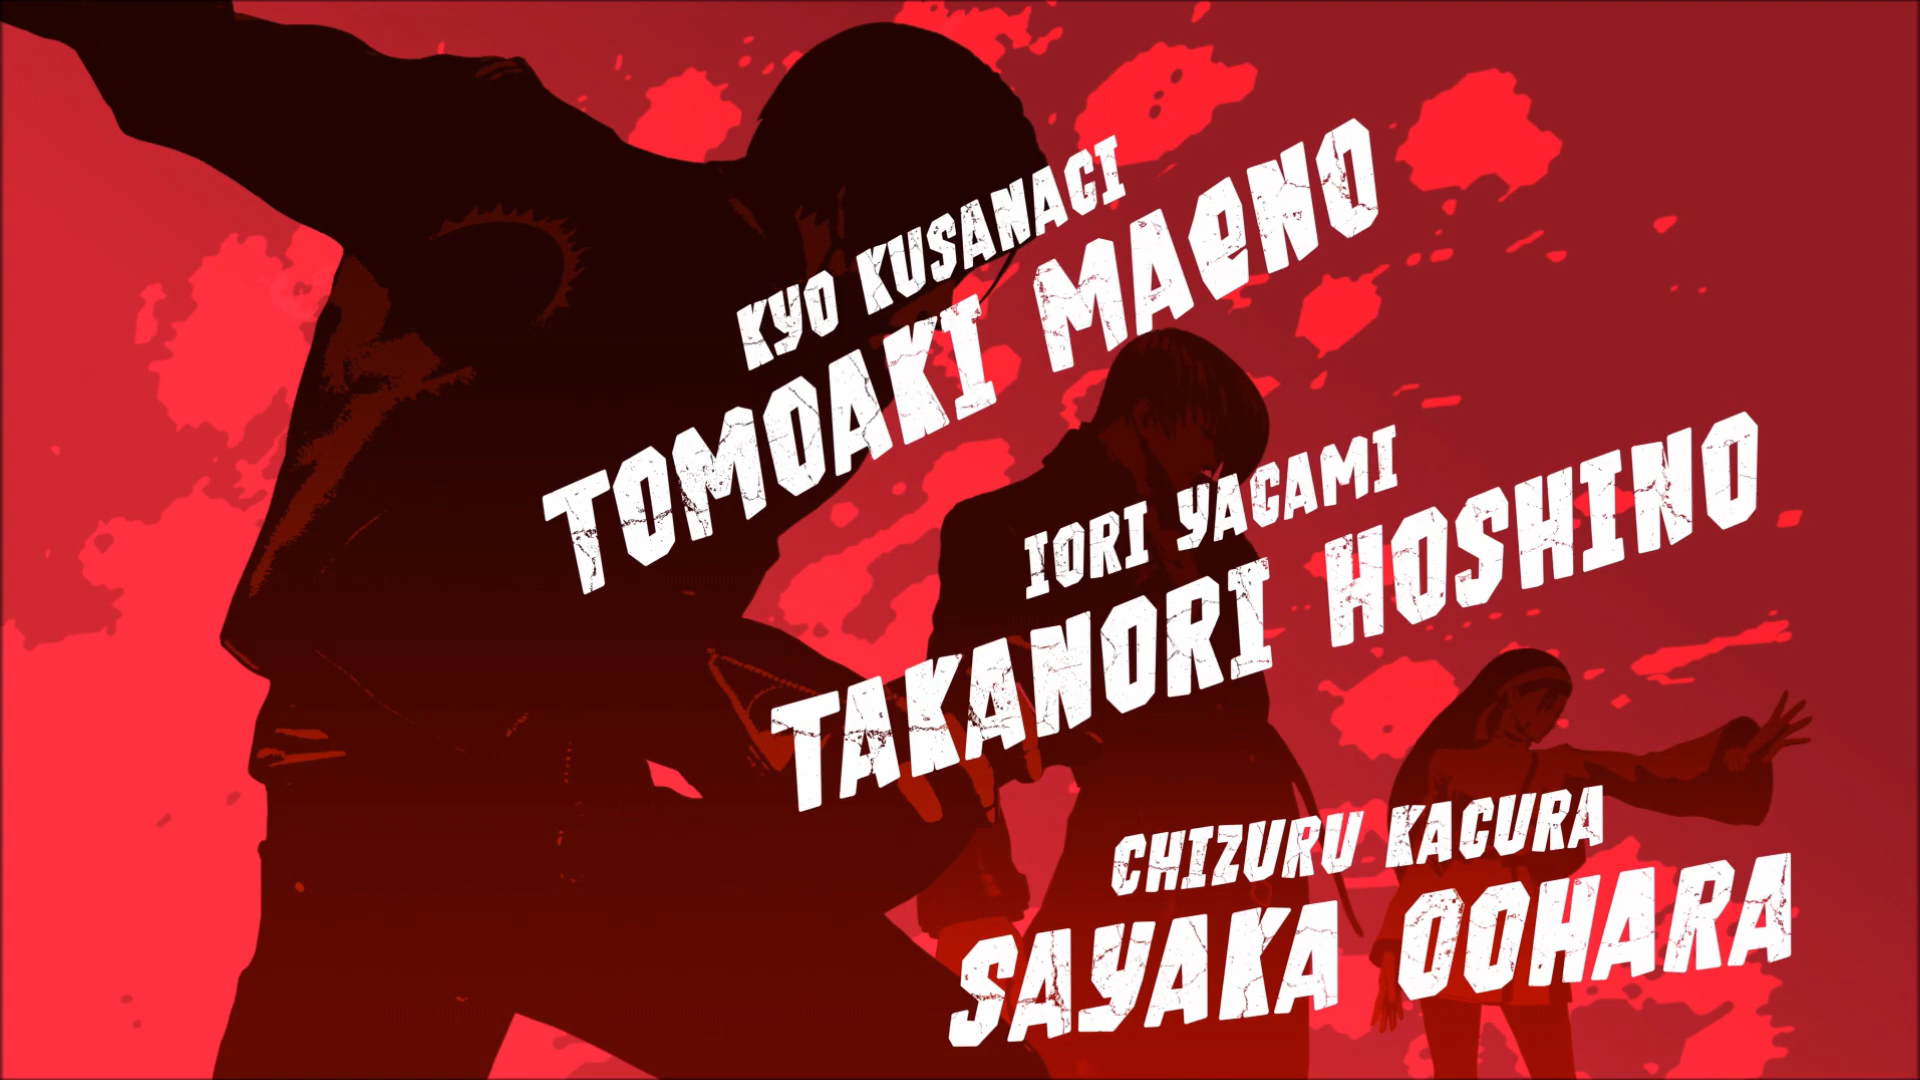 KYO KUSANAGI
TOMOAKI MAENO
IORI YAGAMI
TAKANORI HOSHINO
CHIZURU KAGURA
SAYAKA OOHARA